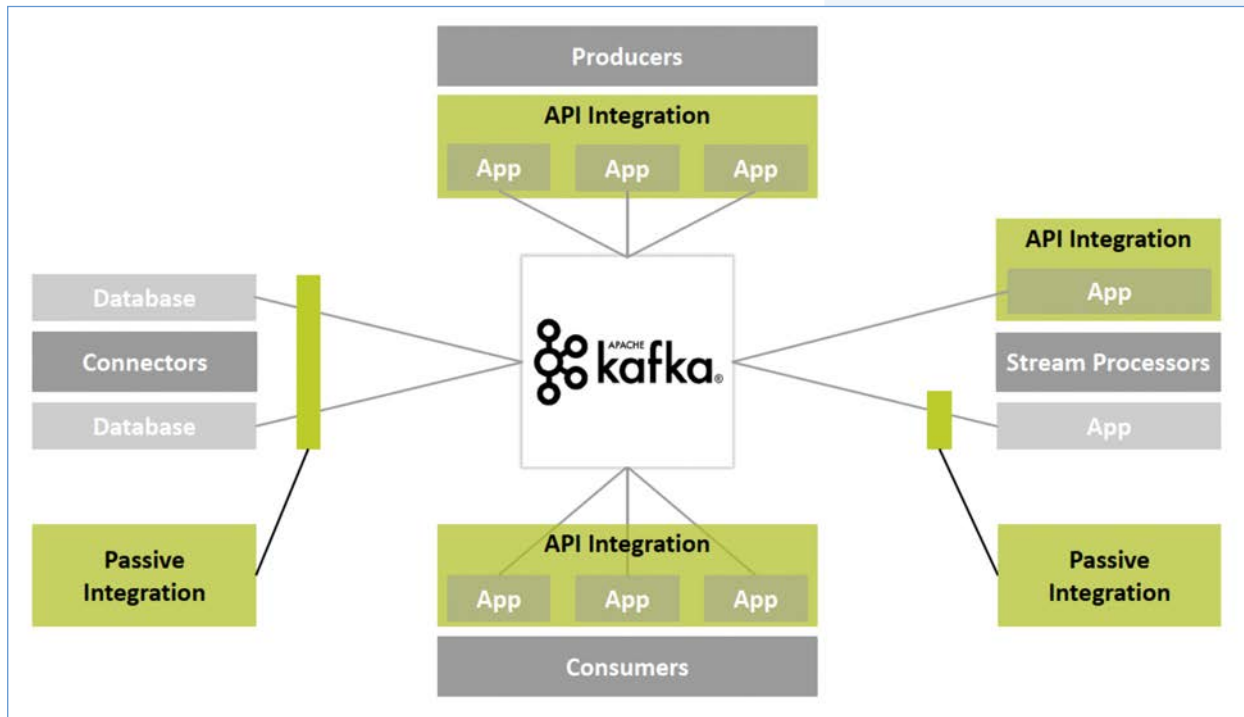 Producers
API Integration
App App App
API Integration
App
Database
Connectors
Database
APACHE
kafka®
Stream Processors
App
Passive
Integration
API Integration
App App App
Passive
Integration
Consumers